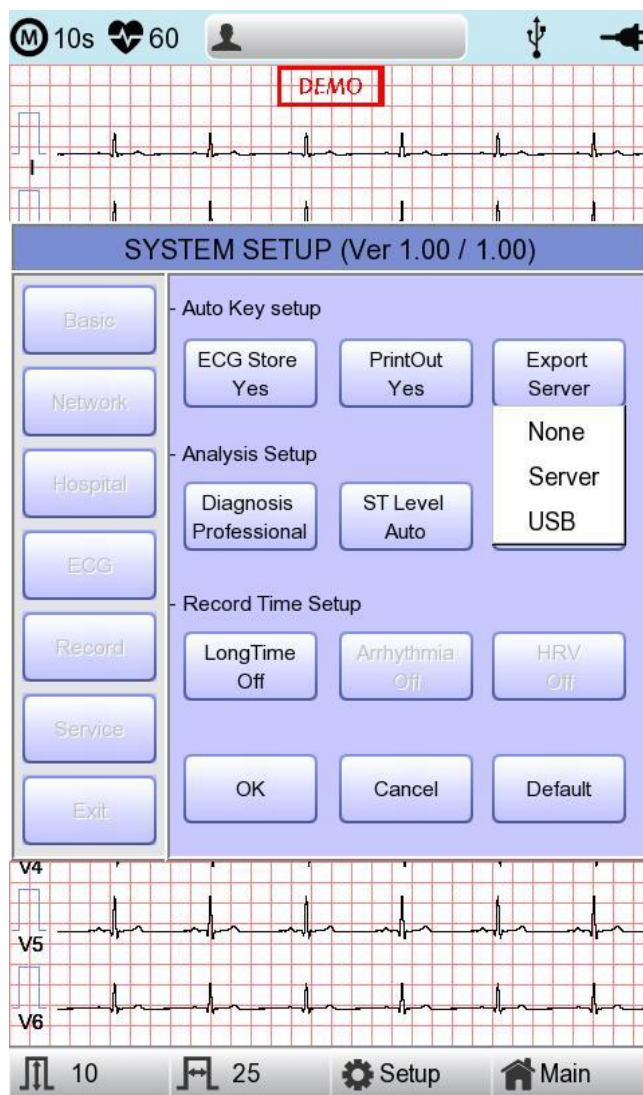 M 10s 60
DEMO
I
SYSTEM SETUP (Ver 1.00 / 1.00)
Basic
Network
Hospital
ECG
Record
Service
Exit
- Auto Key setup
ECG Store
Yes
PrintOut
Yes
Export
Server
None
Server
USB
- Analysis Setup
Diagnosis
Professional
ST Level
Auto
- Record Time Setup
LongTime
Off
Arrhythmia
Off
HRV
Off
OK
Cancel
Default
V4
V5
V6
10
25
Setup
Main